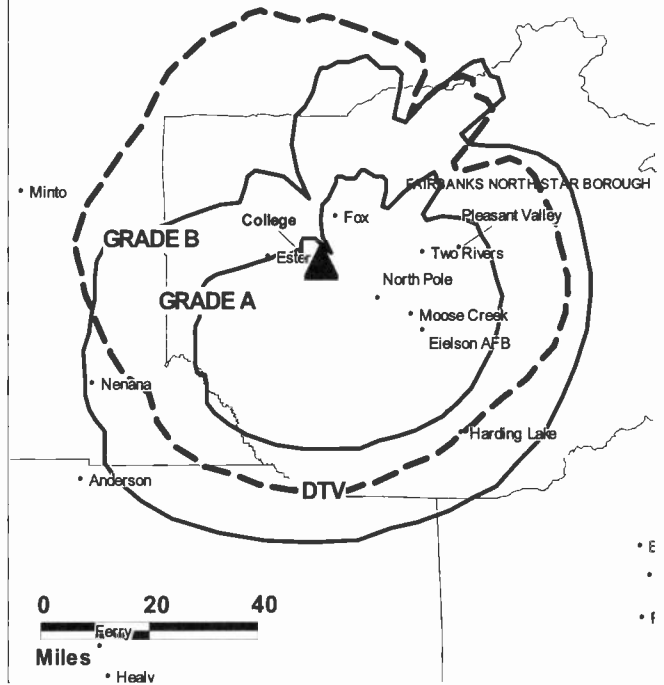 Minto
FAIRBANKS NORTH STAR BOROUGH
College
Fox
Pleasant Valley
GRADE B
Ester
Two Rivers
North Pole
GRADE A
Moose Creek
Eielson AFB
Nenana
Harding Lake
Anderson
DTV
0 20 40
Ferry
Miles
Healy